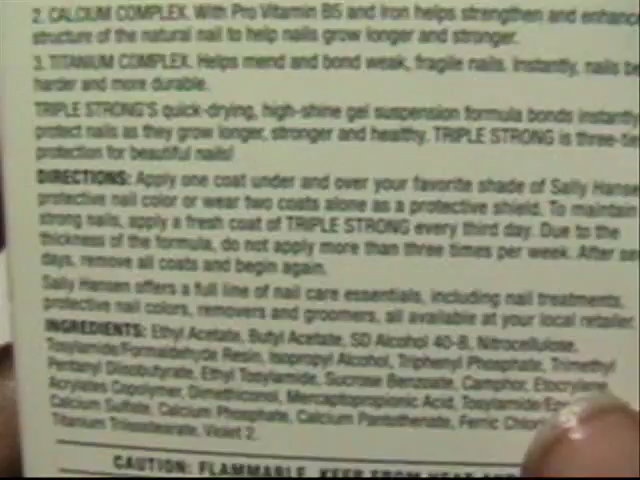 2. CALCIUM COMPLEX. With Pro Vitamin B5 and Iron helps strengthen and enhance
structure of the natural nail to help nails grow longer and stronger.
3. TITANIUM COMPLEX. Helps mend and bond weak, fragile nails. Instantly, nails be
harder and more durable.
TRIPLE STRONG'S quick-drying, high-shine gel suspension formula bonds instantly
protect nails as they grow longer, stronger and healthy. TRIPLE STRONG is three-tie
protection for beautiful nails!
DIRECTIONS: Apply one coat under and over your favorite shade of Sally Hansen
protective nail color or wear two coats alone as a protective shield. To maintain
strong nails, apply a fresh coat of TRIPLE STRONG every third day. Due to the
thickness of the formula, do not apply more than three times per week. After se
days, remove all coats and begin again.
Sally Hansen offers a full line of nail care essentials, including nail treatments,
protective nail colors, removers and groomers, all available at your local retailer.
INGREDIENTS: Ethyl Acetate, Butyl Acetate, SD Alcohol 40-B, Nitrocellulose,
Tosylamide/Formaldehyde Resin, Isopropyl Alcohol, Triphenyl Phosphate, Trimethyl
Pentanyl Diisobutyrate, Ethyl Tosylamide, Sucrose Benzoate, Camphor, Etocrylene,
Acrylates Copolymer, Dimethiconol, Mercaptopropionic Acid, Tosylamide/Epo
Calcium Sulfate, Calcium Phosphate, Calcium Pantothenate, Ferric Chlor
Titanium Triisostearate, Violet 2.
CAUTION: FLAMMABLE. KEEP FROM HEAT AND